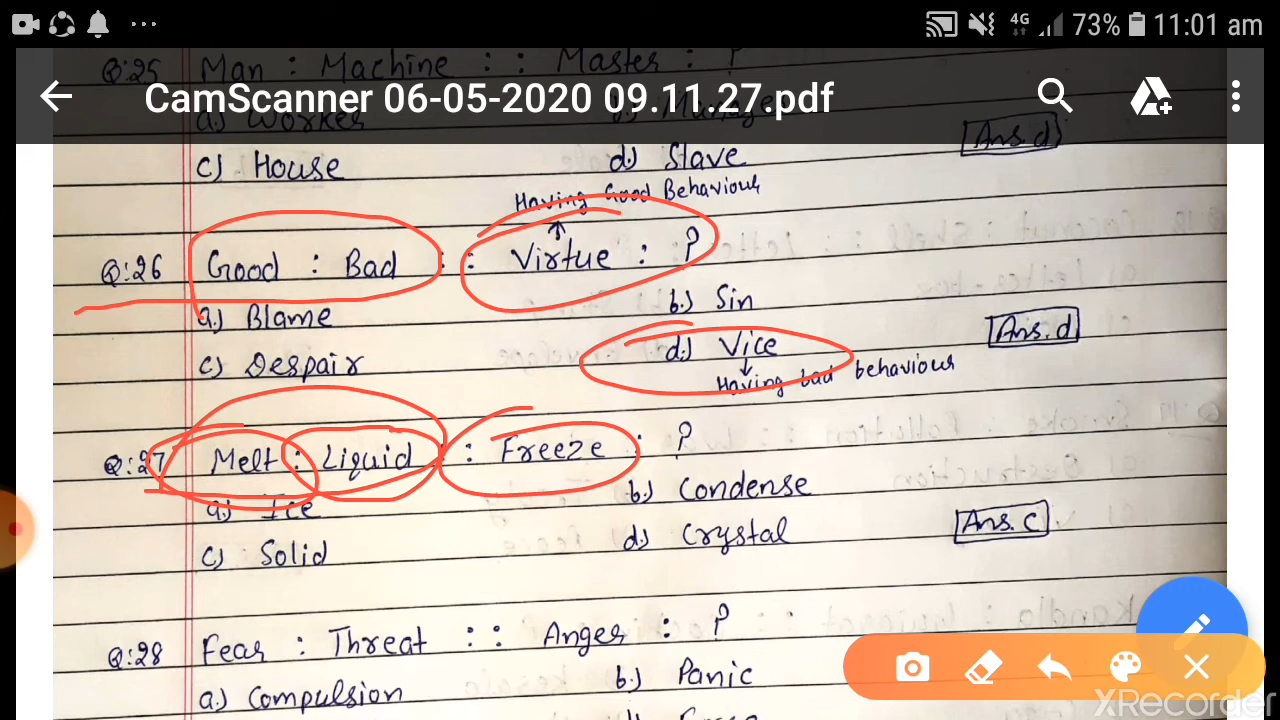 4G 73% 11:01 am
Q:25 Man : Machine : : Master : ?
CamScanner 06-05-2020 09.11.27.pdf
a) Worker
c) House d.) Slave Ans. d
Having Good Behaviour
Q:26 Good : Bad : : Virtue : ?
a.) Blame b.) Sin
c) Despair d.) Vice Ans. d
Having bad behaviour
Q:27 Melt : Liquid : : Freeze : ?
a.) Ice b.) Condense
c) Solid d.) Crystal Ans. c
Q:28 Fear : Threat : : Anger : ?
a.) Compulsion b.) Panic
XRecorder